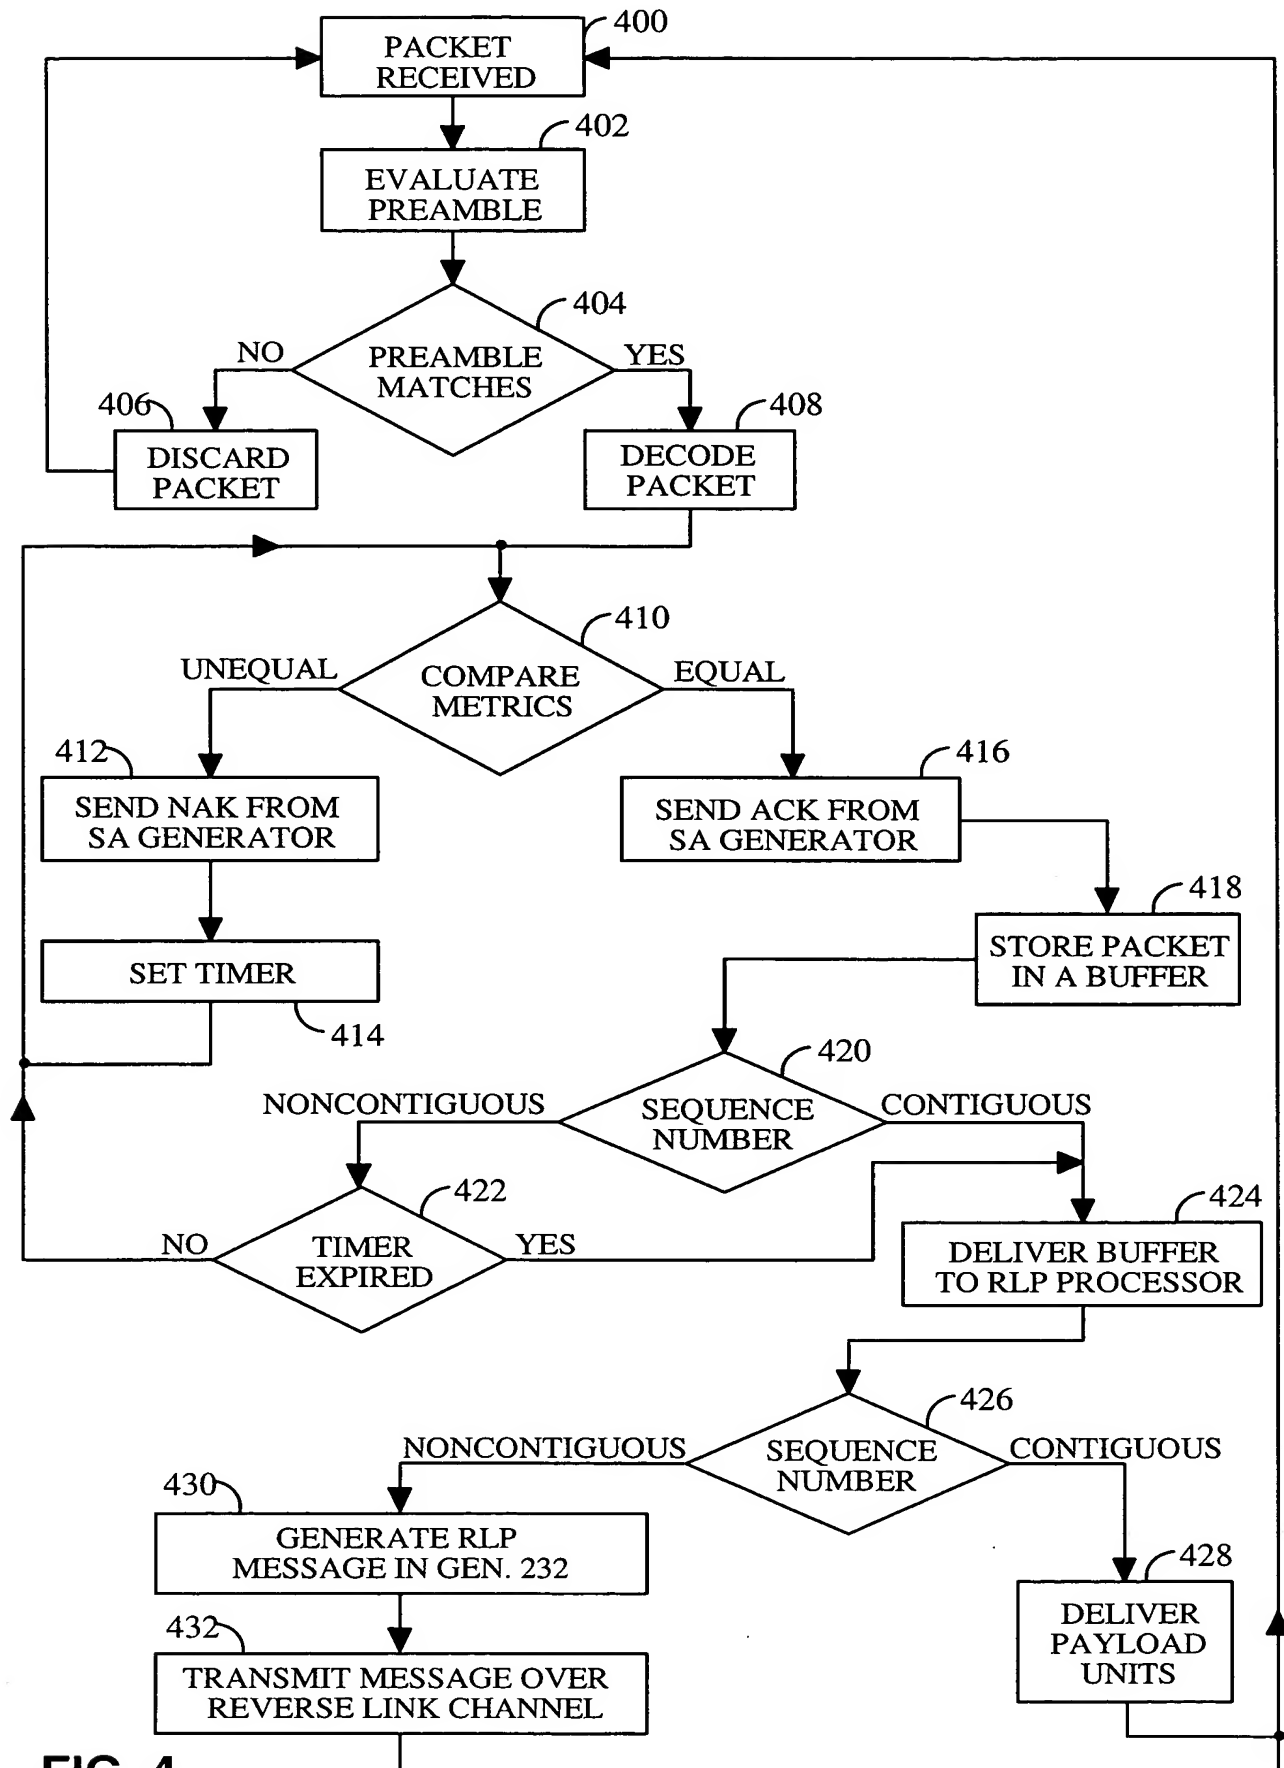 400
PACKET
RECEIVED
402
EVALUATE
PREAMBLE
404
PREAMBLE
MATCHES
NO
YES
406
DISCARD
PACKET
408
DECODE
PACKET
410
COMPARE
METRICS
UNEQUAL
EQUAL
412
SEND NAK FROM
SA GENERATOR
416
SEND ACK FROM
SA GENERATOR
418
STORE PACKET
IN A BUFFER
SET TIMER
414
420
SEQUENCE
NUMBER
NONCONTIGUOUS
CONTIGUOUS
422
TIMER
EXPIRED
NO
YES
424
DELIVER BUFFER
TO RLP PROCESSOR
426
SEQUENCE
NUMBER
NONCONTIGUOUS
CONTIGUOUS
430
GENERATE RLP
MESSAGE IN GEN. 232
428
DELIVER
PAYLOAD
UNITS
432
TRANSMIT MESSAGE OVER
REVERSE LINK CHANNEL
FIG. 4